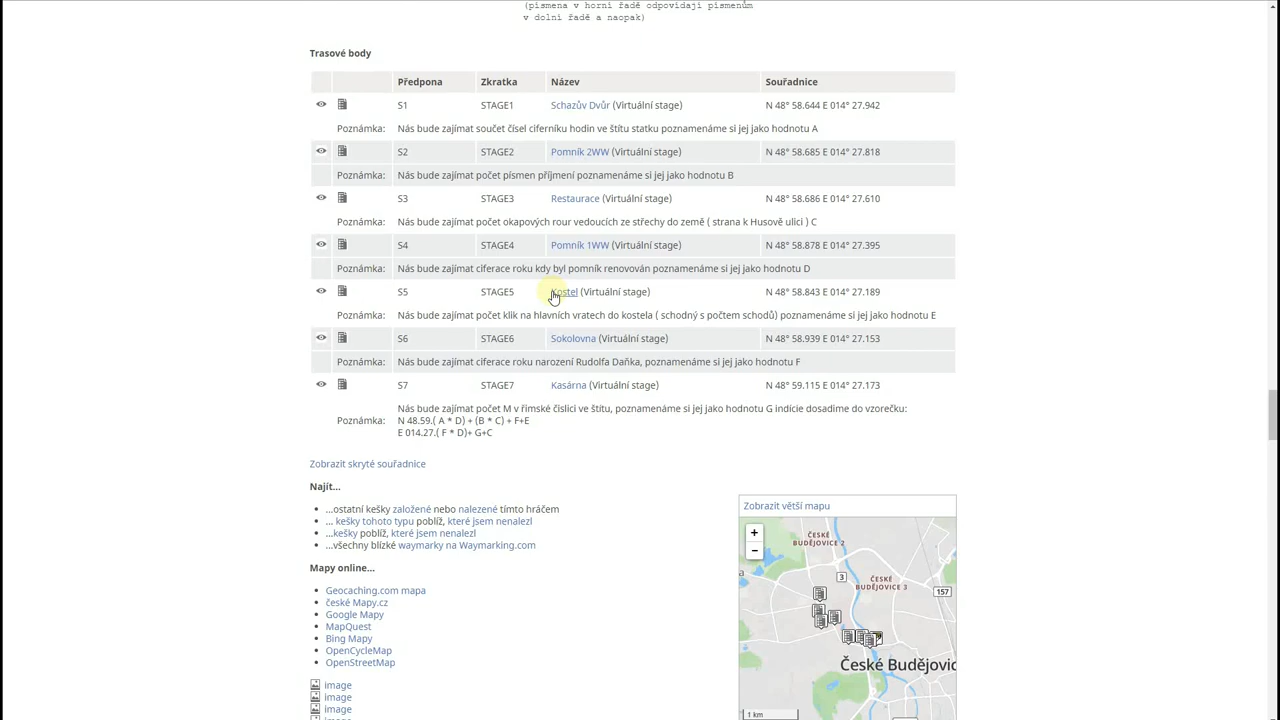 (písmena v horní řadě odpovídají písmenům
v dolní řadě a naopak)
Trasové body
Předpona Zkratka Název Souřadnice
S1 STAGE1 Schazův Dvůr (Virtuální stage) N 48° 58.644 E 014° 27.942
Poznámka: Nás bude zajímat součet čísel ciferníku hodin ve štítu statku poznamenáme si jej jako hodnotu A
S2 STAGE2 Pomník 2WW (Virtuální stage) N 48° 58.685 E 014° 27.818
Poznámka: Nás bude zajímat počet písmen příjmení poznamenáme si jej jako hodnotu B
S3 STAGE3 Restaurace (Virtuální stage) N 48° 58.686 E 014° 27.610
Poznámka: Nás bude zajímat počet okapových rour vedoucích ze střechy do země ( strana k Husově ulici ) C
S4 STAGE4 Pomník 1WW (Virtuální stage) N 48° 58.878 E 014° 27.395
Poznámka: Nás bude zajímat ciferace roku kdy byl pomník renovován poznamenáme si jej jako hodnotu D
S5 STAGE5 Kostel (Virtuální stage) N 48° 58.843 E 014° 27.189
Poznámka: Nás bude zajímat počet klik na hlavních vratech do kostela ( schodný s počtem schodů) poznamenáme si jej jako hodnotu E
S6 STAGE6 Sokolovna (Virtuální stage) N 48° 58.939 E 014° 27.153
Poznámka: Nás bude zajímat ciferace roku narození Rudolfa Daňka, poznamenáme si jej jako hodnotu F
S7 STAGE7 Kasárna (Virtuální stage) N 48° 59.115 E 014° 27.173
Nás bude zajímat počet M v římské číslici ve štítu, poznamenáme si jej jako hodnotu G indície dosadíme do vzorečku:
Poznámka: N 48.59.( A * D) + (B * C) + F+E
E 014.27.( F * D)+ G+C
Zobrazit skryté souřadnice
Najít...
...ostatní kešky založené nebo nalezené tímto hráčem
... kešky tohoto typu poblíž, které jsem nenalezl
...kešky poblíž, které jsem nenalezl
...všechny blízké waymarky na Waymarking.com
Mapy online...
Geocaching.com mapa
české Mapy.cz
Google Mapy
MapQuest
Bing Mapy
OpenCycleMap
OpenStreetMap
image
image
image
Zobrazit větší mapu
+
−
ČESKÉ
BUDĚJOVICE 2
3
ČESKÉ
BUDĚJOVICE 3
157
České Budějovic
1 km